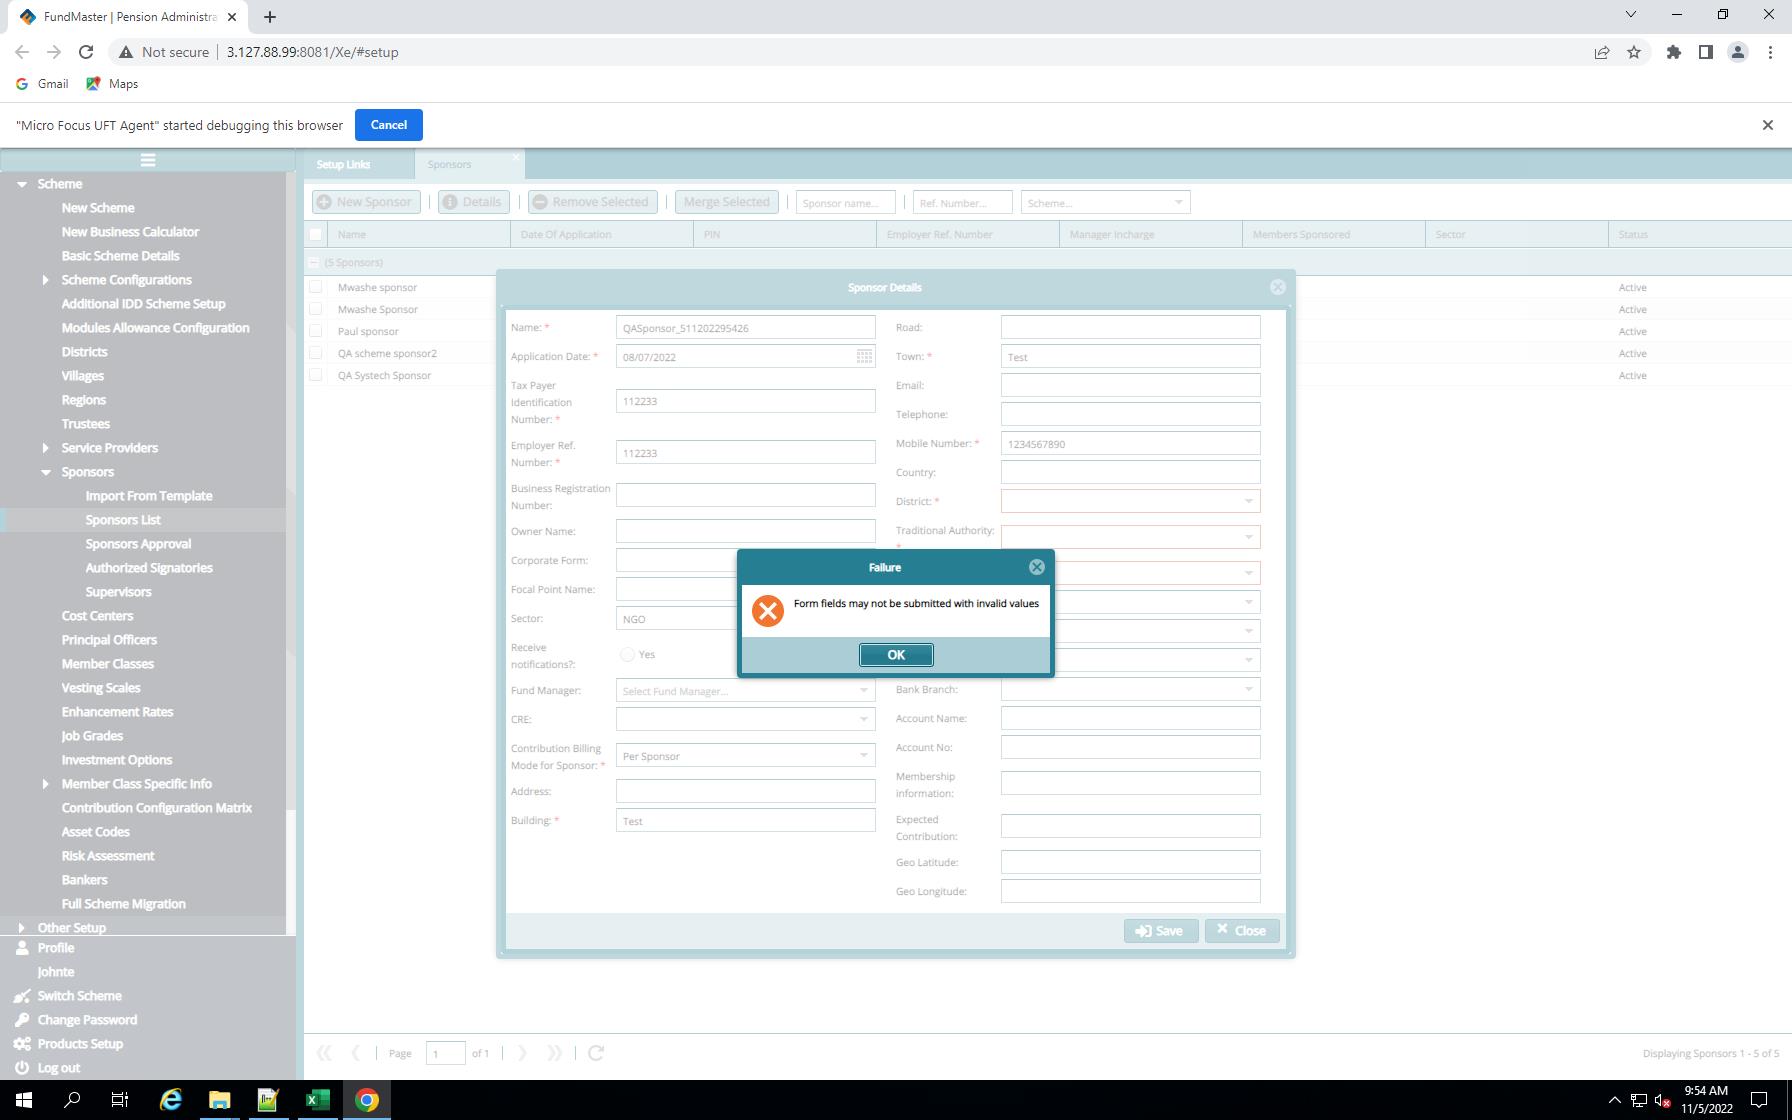 FundMaster | Pension Administra
Not secure
3.127.88.99:8081/Xe/#setup
Gmail
Maps
"Micro Focus UFT Agent" started debugging this browser
Cancel
Scheme
New Scheme
New Business Calculator
Basic Scheme Details
Scheme Configurations
Additional IDD Scheme Setup
Modules Allowance Configuration
Districts
Villages
Regions
Trustees
Service Providers
Sponsors
Import From Template
Sponsors List
Sponsors Approval
Authorized Signatories
Supervisors
Cost Centers
Principal Officers
Member Classes
Vesting Scales
Enhancement Rates
Job Grades
Investment Options
Member Class Specific Info
Contribution Configuration Matrix
Asset Codes
Risk Assessment
Bankers
Full Scheme Migration
Other Setup
Profile
Johnte
Switch Scheme
Change Password
Products Setup
Log out
Setup Links
Sponsors
New Sponsor
Details
Remove Selected
Merge Selected
Sponsor name...
Ref. Number...
Scheme...
Name
Date Of Application
PIN
Employer Ref. Number
Manager Incharge
Members Sponsored
Sector
Status
(5 Sponsors)
Mwashe sponsor
Active
Mwashe Sponsor
Active
Paul sponsor
Active
QA scheme sponsor2
Active
QA Systech Sponsor
Active
Sponsor Details
Name: *
QASponsor_511202295426
Application Date: *
08/07/2022
Tax Payer
Identification
Number: *
112233
Employer Ref.
Number: *
112233
Business Registration
Number:
Owner Name:
Corporate Form:
Focal Point Name:
Sector:
NGO
Receive
notifications?:
Yes
Fund Manager:
Select Fund Manager...
CRE:
Contribution Billing
Mode for Sponsor: *
Per Sponsor
Address:
Building: *
Test
Road:
Town: *
Test
Email:
Telephone:
Mobile Number: *
1234567890
Country:
District: *
Traditional Authority:
*
Bank Branch:
Account Name:
Account No:
Membership
information:
Expected
Contribution:
Geo Latitude:
Geo Longitude:
Save
Close
Failure
Form fields may not be submitted with invalid values
OK
Page
1
of 1
Displaying Sponsors 1 - 5 of 5
9:54 AM
11/5/2022